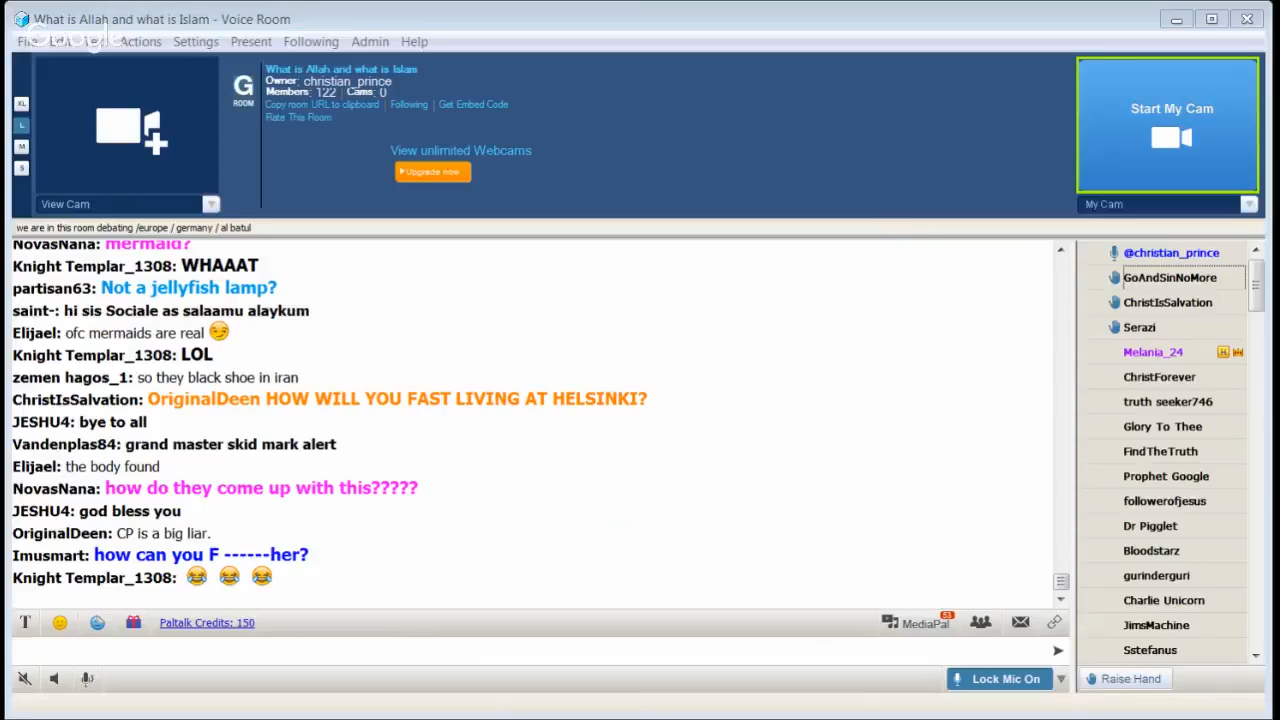 What is Allah and what is Islam - Voice Room
Google
Actions Settings Present Following Admin Help
What is Allah and what is Islam
Owner: christian_prince
Members: 122 Cams: 0
Copy room URL to clipboard | Following | Get Embed Code
Rate This Room
G
ROOM
XL
L
M
S
View unlimited Webcams
Upgrade now
Start My Cam
View Cam
My Cam
we are in this room debating /europe / germany / al batul
NovasNana: mermaid?
Knight Templar_1308: WHAAAT
partisan63: Not a jellyfish lamp?
saint-: hi sis Sociale as salaamu alaykum
Elijael: ofc mermaids are real
Knight Templar_1308: LOL
zemen hagos_1: so they black shoe in iran
ChristIsSalvation: OriginalDeen HOW WILL YOU FAST LIVING AT HELSINKI?
JESHU4: bye to all
Vandenplas84: grand master skid mark alert
Elijael: the body found
NovasNana: how do they come up with this?????
JESHU4: god bless you
OriginalDeen: CP is a big liar.
Imusmart: how can you F ------her?
Knight Templar_1308:
@christian_prince
GoAndSinNoMore
ChristIsSalvation
Serazi
Melania_24
ChristForever
truth seeker746
Glory To Thee
FindTheTruth
Prophet Google
followerofjesus
Dr Pigglet
Bloodstarz
gurinderguri
Charlie Unicorn
JimsMachine
Sstefanus
T
Paltalk Credits: 150
MediaPal
53
Lock Mic On
Raise Hand